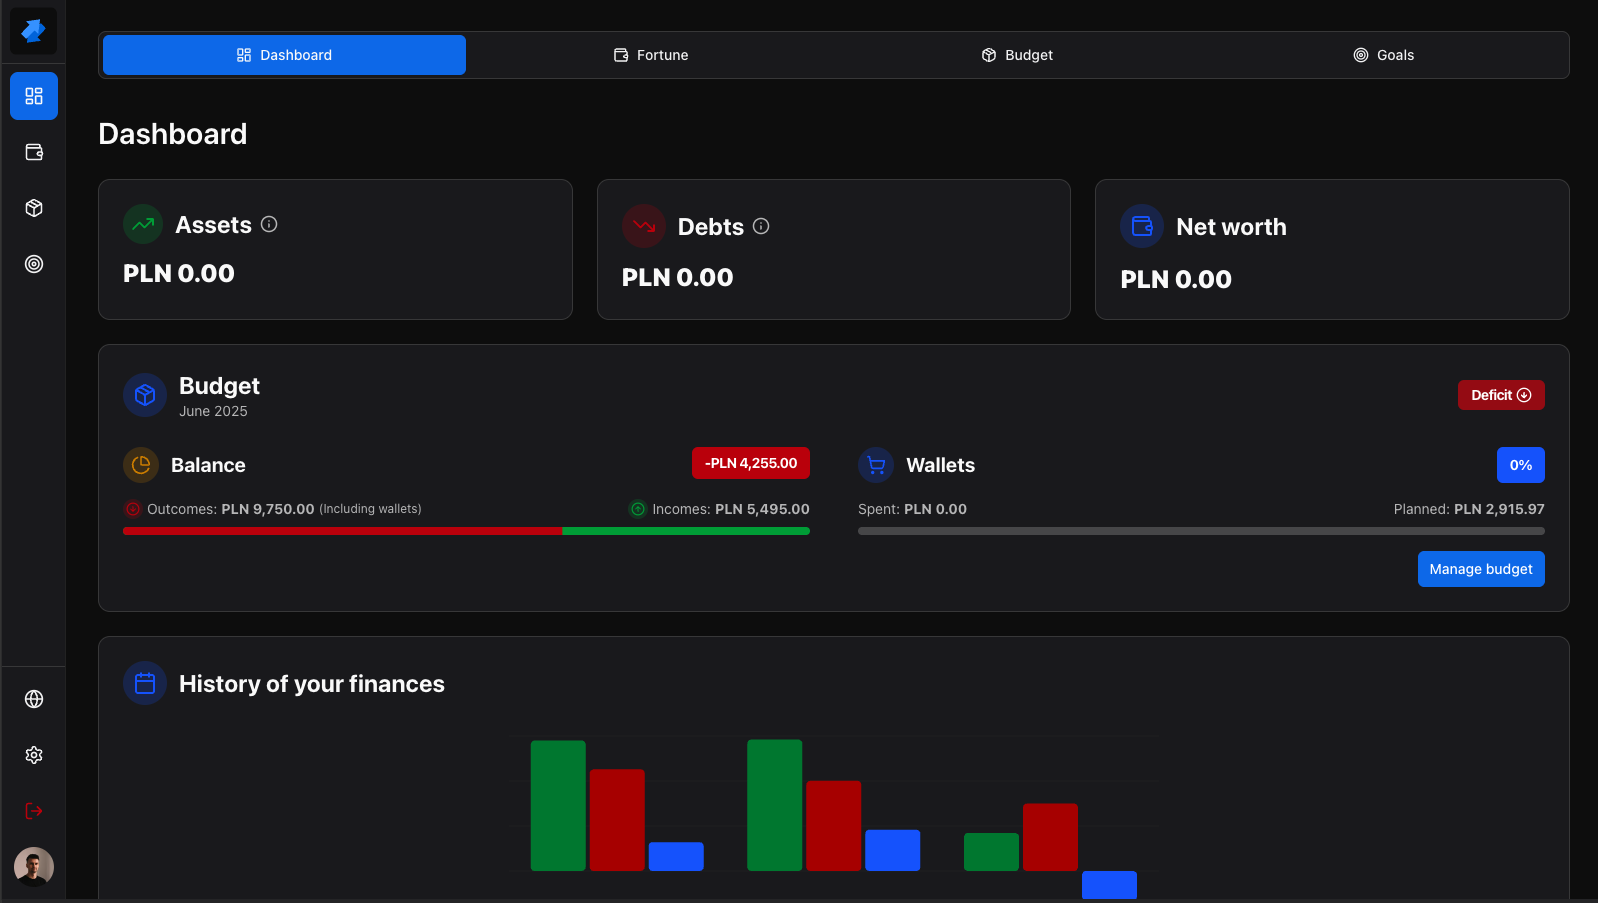 Dashboard
Fortune
Budget
Goals
Dashboard
Assets
PLN 0.00
Debts
PLN 0.00
Net worth
PLN 0.00
Budget
June 2025
Deficit
Balance
-PLN 4,255.00
Outcomes: PLN 9,750.00 (Including wallets)
Incomes: PLN 5,495.00
Wallets
0%
Spent: PLN 0.00
Planned: PLN 2,915.97
Manage budget
History of your finances